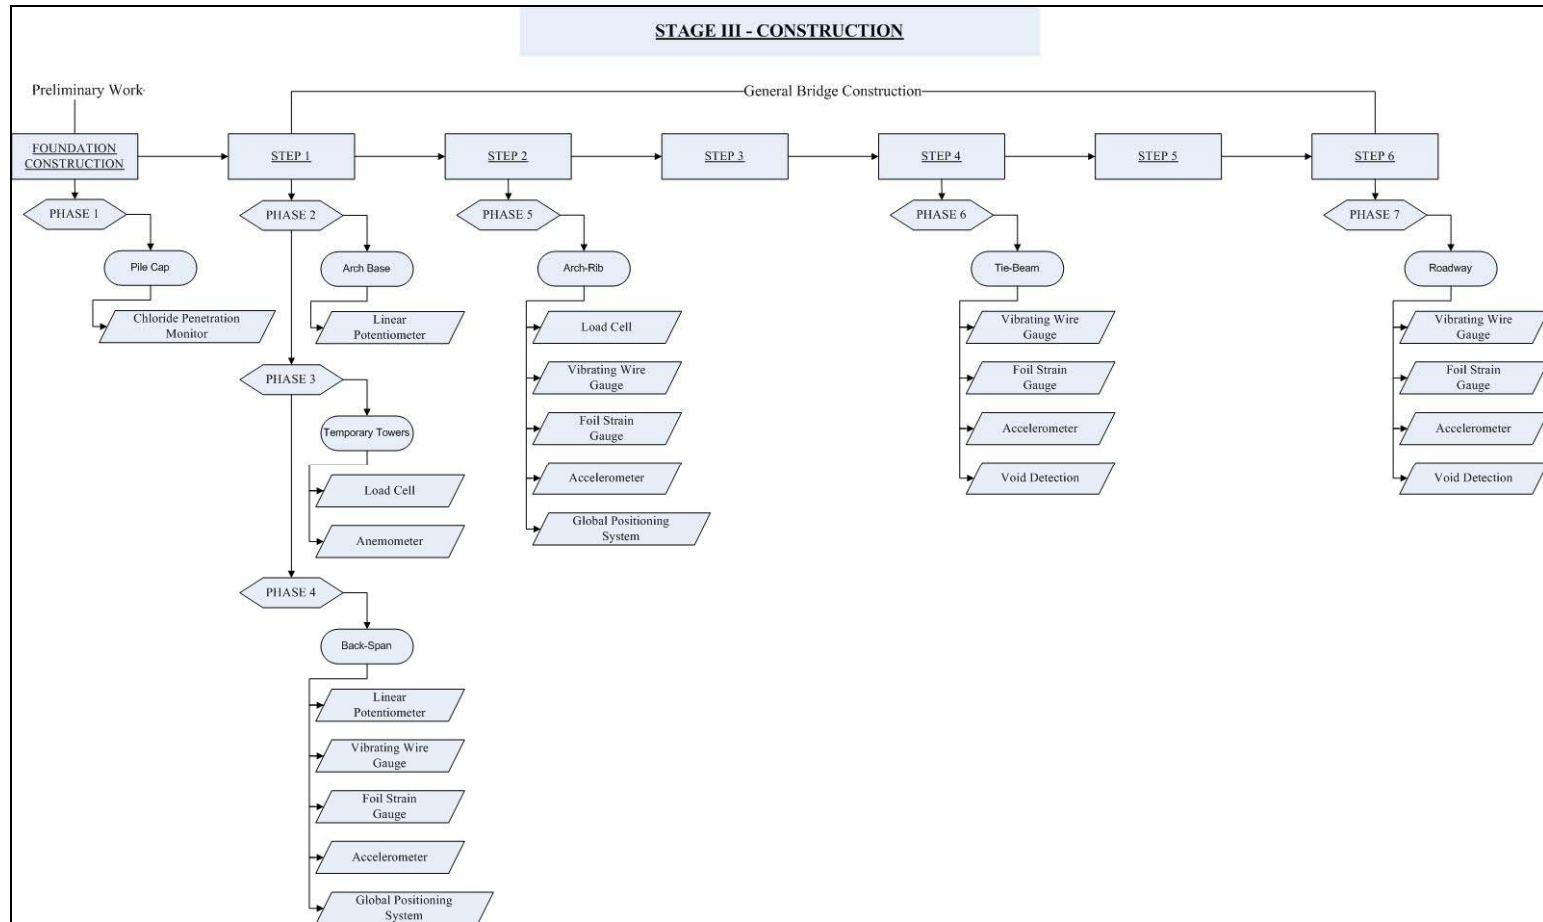 STAGE III - CONSTRUCTION
Preliminary Work
General Bridge Construction
FOUNDATION
CONSTRUCTION
STEP 1
STEP 2
STEP 3
STEP 4
STEP 5
STEP 6
PHASE 1
Pile Cap
Chloride Penetration
Monitor
PHASE 2
Arch Base
Linear
Potentiometer
PHASE 3
Temporary Towers
Load Cell
Anemometer
PHASE 4
Back-Span
Linear
Potentiometer
Vibrating Wire
Gauge
Foil Strain
Gauge
Accelerometer
Global Positioning
System
PHASE 5
Arch-Rib
Load Cell
Vibrating Wire
Gauge
Foil Strain
Gauge
Accelerometer
Global Positioning
System
PHASE 6
Tie-Beam
Vibrating Wire
Gauge
Foil Strain
Gauge
Accelerometer
Void Detection
PHASE 7
Roadway
Vibrating Wire
Gauge
Foil Strain
Gauge
Accelerometer
Void Detection